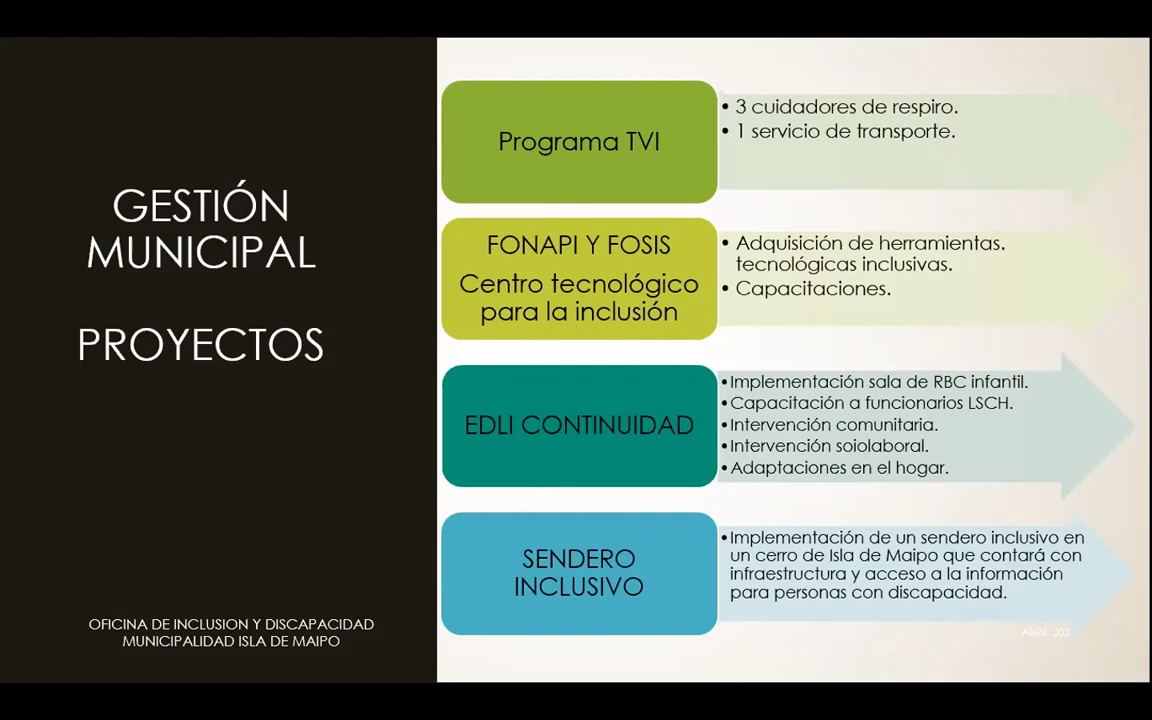 GESTIÓN
MUNICIPAL
PROYECTOS
OFICINA DE INCLUSION Y DISCAPACIDAD
MUNICIPALIDAD ISLA DE MAIPO
Programa TVI
• 3 cuidadores de respiro.
• 1 servicio de transporte.
FONAPI Y FOSIS
Centro tecnológico
para la inclusión
• Adquisición de herramientas.
tecnológicas inclusivas.
• Capacitaciones.
EDLI CONTINUIDAD
•Implementación sala de RBC infantil.
•Capacitación a funcionarios LSCH.
•Intervención comunitaria.
•Intervención soiolaboral.
•Adaptaciones en el hogar.
SENDERO
INCLUSIVO
•Implementación de un sendero inclusivo en
un cerro de Isla de Maipo que contará con
infraestructura y acceso a la información
para personas con discapacidad.
ABRIL 202